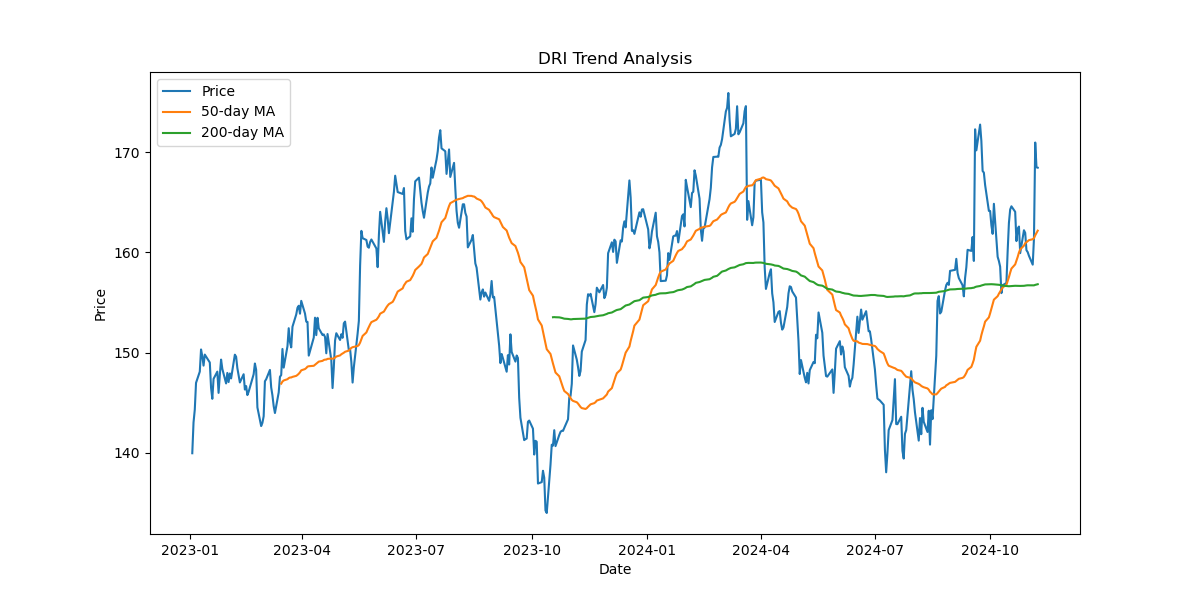 DRI Trend Analysis
Price
50-day MA
200-day MA
Price
170
160
150
140
2023-01
2023-04
2023-07
2023-10
2024-01
2024-04
2024-07
2024-10
Date